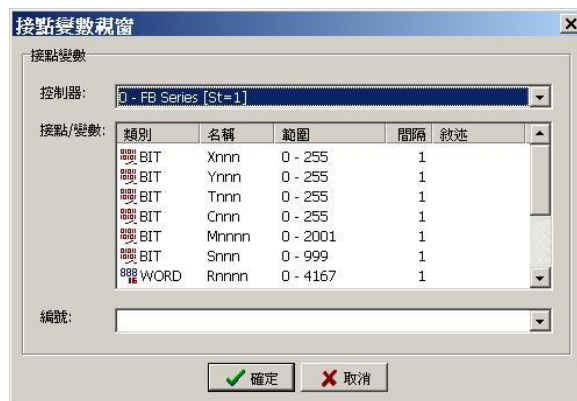 接點變數視窗
接點變數
控制器: 0 - FB Series [St=1]
接點/變數: 類別 名稱 範圍 間隔 敘述
BIT Xnnn 0 - 255 1
BIT Ynnn 0 - 255 1
BIT Tnnn 0 - 255 1
BIT Cnnn 0 - 255 1
BIT Mnnnn 0 - 2001 1
BIT Snnn 0 - 999 1
WORD Rnnnn 0 - 4167 1
編號:
確定 取消